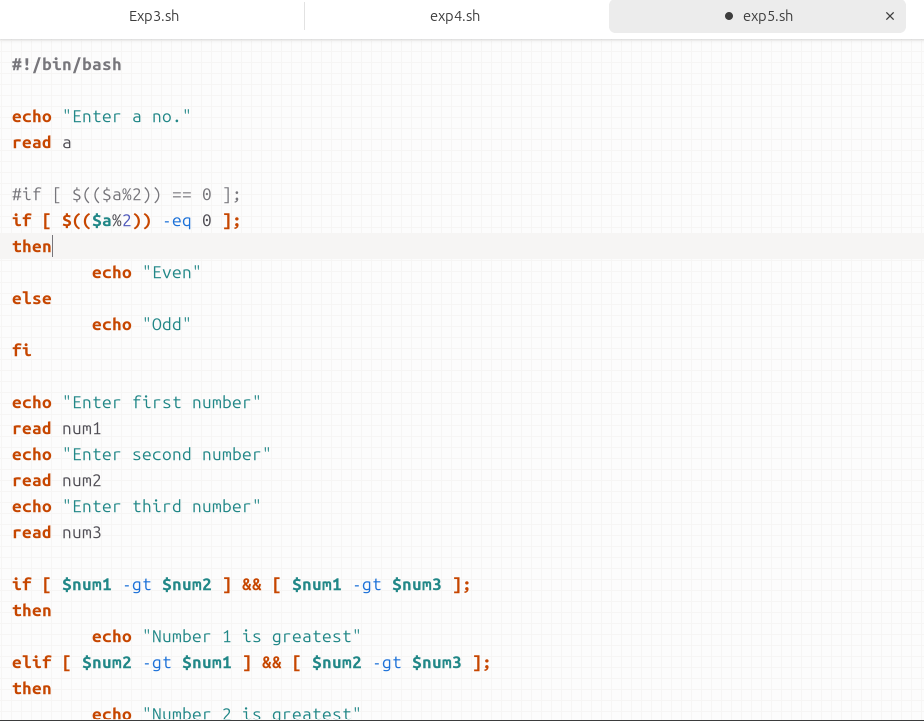 Exp3.sh exp4.sh ● exp5.sh ×
#!/bin/bash
echo "Enter a no."
read a
#if [ $(($a%2)) == 0 ];
if [ $(($a%2)) -eq 0 ];
then
echo "Even"
else
echo "Odd"
fi
echo "Enter first number"
read num1
echo "Enter second number"
read num2
echo "Enter third number"
read num3
if [ $num1 -gt $num2 ] && [ $num1 -gt $num3 ];
then
echo "Number 1 is greatest"
elif [ $num2 -gt $num1 ] && [ $num2 -gt $num3 ];
then
echo "Number 2 is greatest"